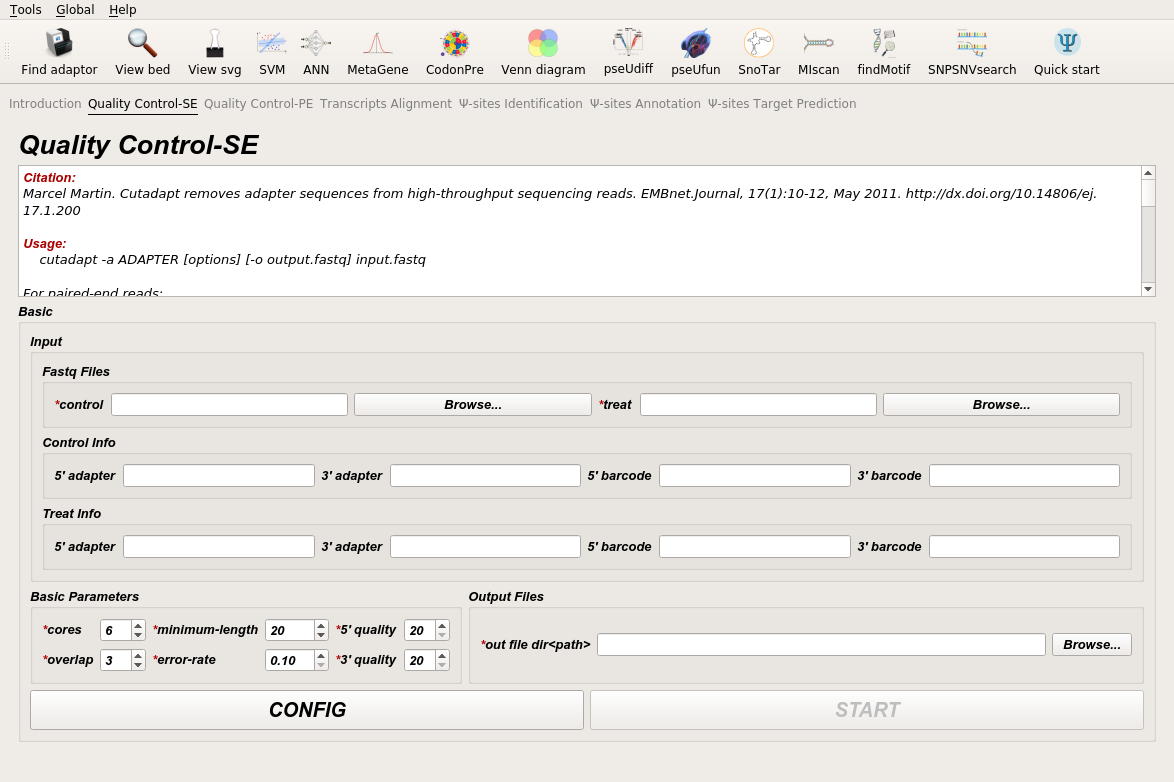 Tools Global Help
Find adaptor View bed View svg SVM ANN MetaGene CodonPre Venn diagram pseUdiff pseUfun SnoTar MIscan findMotif SNPSNVsearch Quick start
Introduction Quality Control-SE Quality Control-PE Transcripts Alignment Ψ-sites Identification Ψ-sites Annotation Ψ-sites Target Prediction
Quality Control-SE
Citation:
Marcel Martin. Cutadapt removes adapter sequences from high-throughput sequencing reads. EMBnet.Journal, 17(1):10-12, May 2011. http://dx.doi.org/10.14806/ej.
17.1.200
Usage:
cutadapt -a ADAPTER [options] [-o output.fastq] input.fastq
For paired-end reads:
Basic
Input
Fastq Files
*control Browse... *treat Browse...
Control Info
5' adapter 3' adapter 5' barcode 3' barcode
Treat Info
5' adapter 3' adapter 5' barcode 3' barcode
Basic Parameters
*cores 6 *minimum-length 20 *5' quality 20
*overlap 3 *error-rate 0.10 *3' quality 20
Output Files
*out file dir<path> Browse...
CONFIG START